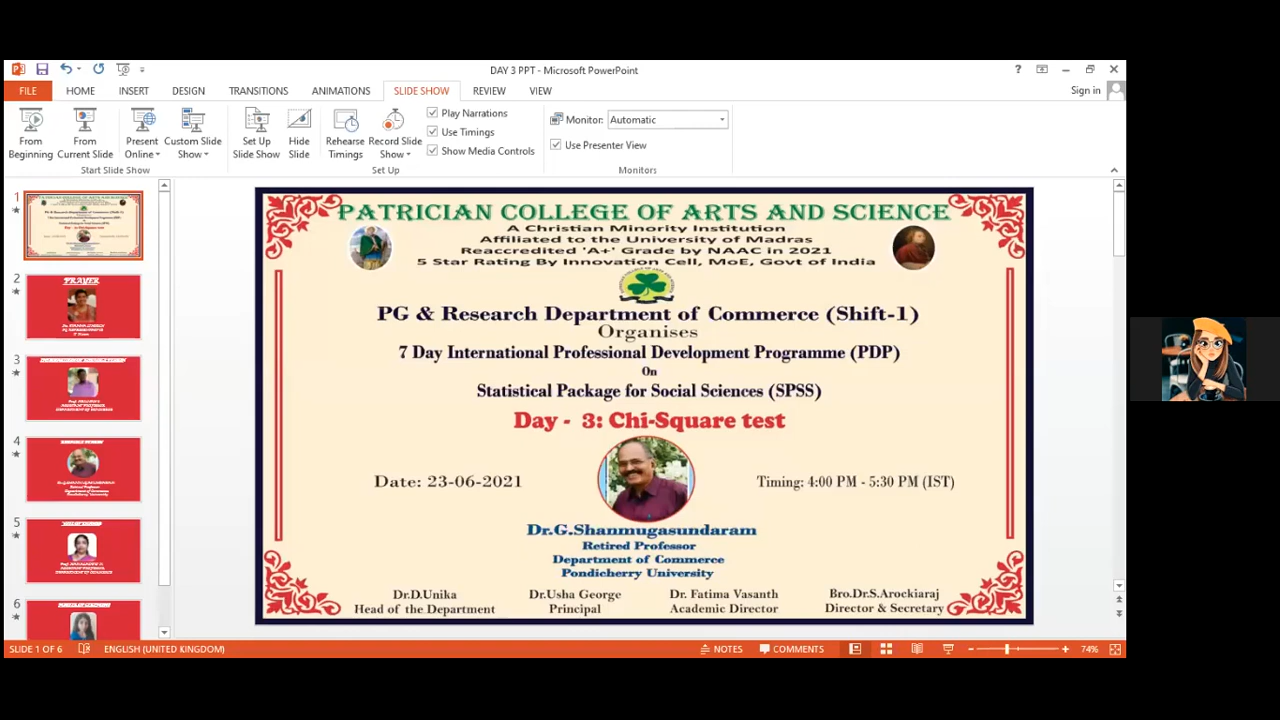 DAY 3 PPT - Microsoft PowerPoint
?
Sign in
FILE HOME INSERT DESIGN TRANSITIONS ANIMATIONS SLIDE SHOW REVIEW VIEW
From Beginning
From Current Slide
Present Online
Custom Slide Show
Start Slide Show
Set Up Slide Show
Hide Slide
Rehearse Timings
Record Slide Show
Play Narrations
Use Timings
Show Media Controls
Set Up
Monitor: Automatic
Use Presenter View
Monitors
1
2
PRAYER
3
4
5
6
PATRICIAN COLLEGE OF ARTS AND SCIENCE
A Christian Minority Institution
Affiliated to the University of Madras
Reaccredited 'A+' Grade by NAAC in 2021
5 Star Rating By Innovation Cell, MoE, Govt of India
PG & Research Department of Commerce (Shift-1)
Organises
7 Day International Professional Development Programme (PDP)
On
Statistical Package for Social Sciences (SPSS)
Day - 3: Chi-Square test
Date: 23-06-2021
Timing: 4:00 PM - 5:30 PM (IST)
Dr.G.Shanmugasundaram
Retired Professor
Department of Commerce
Pondicherry University
Dr.D.Unika
Head of the Department
Dr.Usha George
Principal
Dr. Fatima Vasanth
Academic Director
Bro.Dr.S.Arockiaraj
Director & Secretary
SLIDE 1 OF 6 ENGLISH (UNITED KINGDOM) NOTES COMMENTS 74%